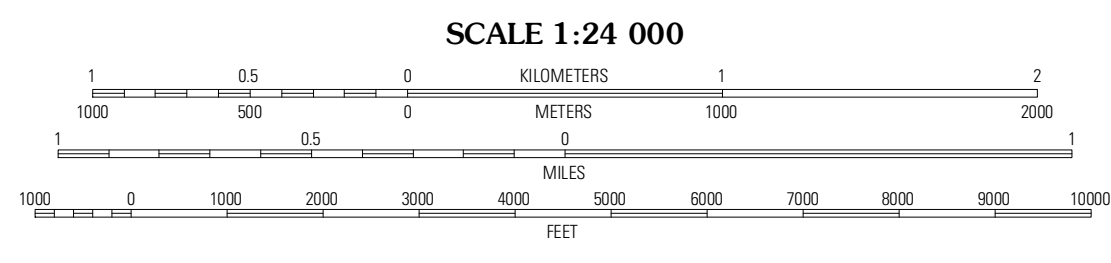 SCALE 1:24 000
1 0.5 0 KILOMETERS 1 2
1000 500 0 METERS 1000 2000
1 0.5 0 1
MILES
1000 0 1000 2000 3000 4000 5000 6000 7000 8000 9000 10000
FEET